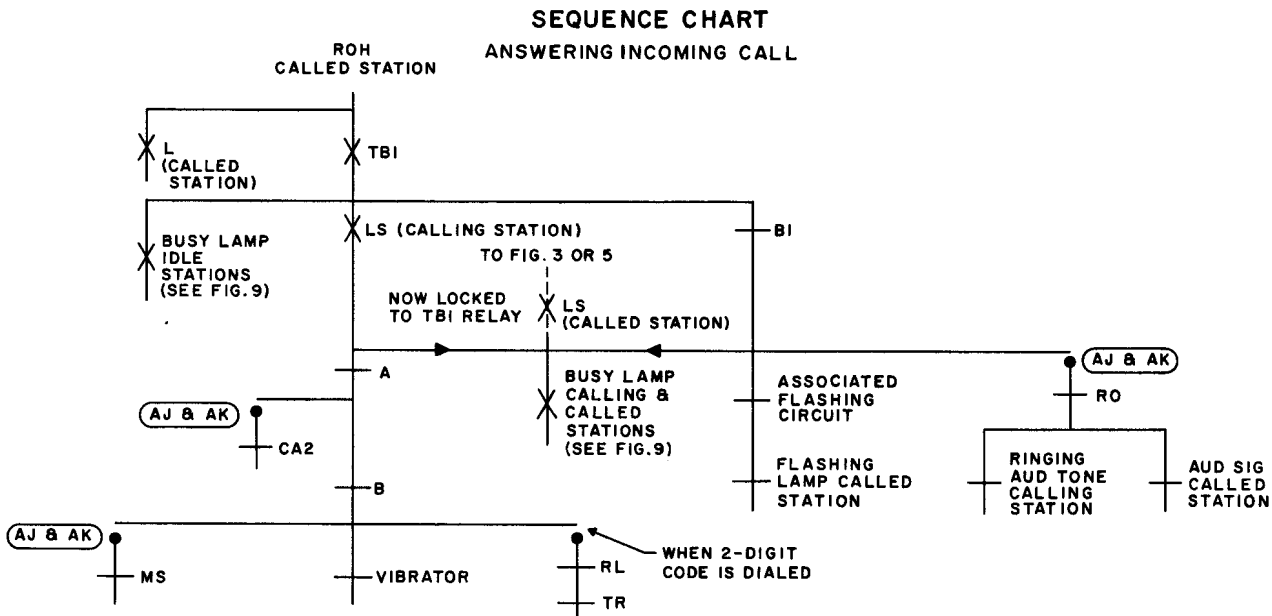 SEQUENCE CHART
ANSWERING INCOMING CALL
ROH
CALLED STATION
L
(CALLED
STATION)
TB1
BUSY LAMP
IDLE
STATIONS
(SEE FIG.9)
LS (CALLING STATION)
TO FIG. 3 OR 5
B1
NOW LOCKED
TO TB1 RELAY
LS
(CALLED STATION)
A
AJ & AK
CA2
BUSY LAMP
CALLING &
CALLED
STATIONS
(SEE FIG.9)
ASSOCIATED
FLASHING
CIRCUIT
AJ & AK
RO
B
FLASHING
LAMP CALLED
STATION
RINGING
AUD TONE
CALLING
STATION
AUD SIG
CALLED
STATION
AJ & AK
MS
VIBRATOR
RL
TR
WHEN 2-DIGIT
CODE IS DIALED